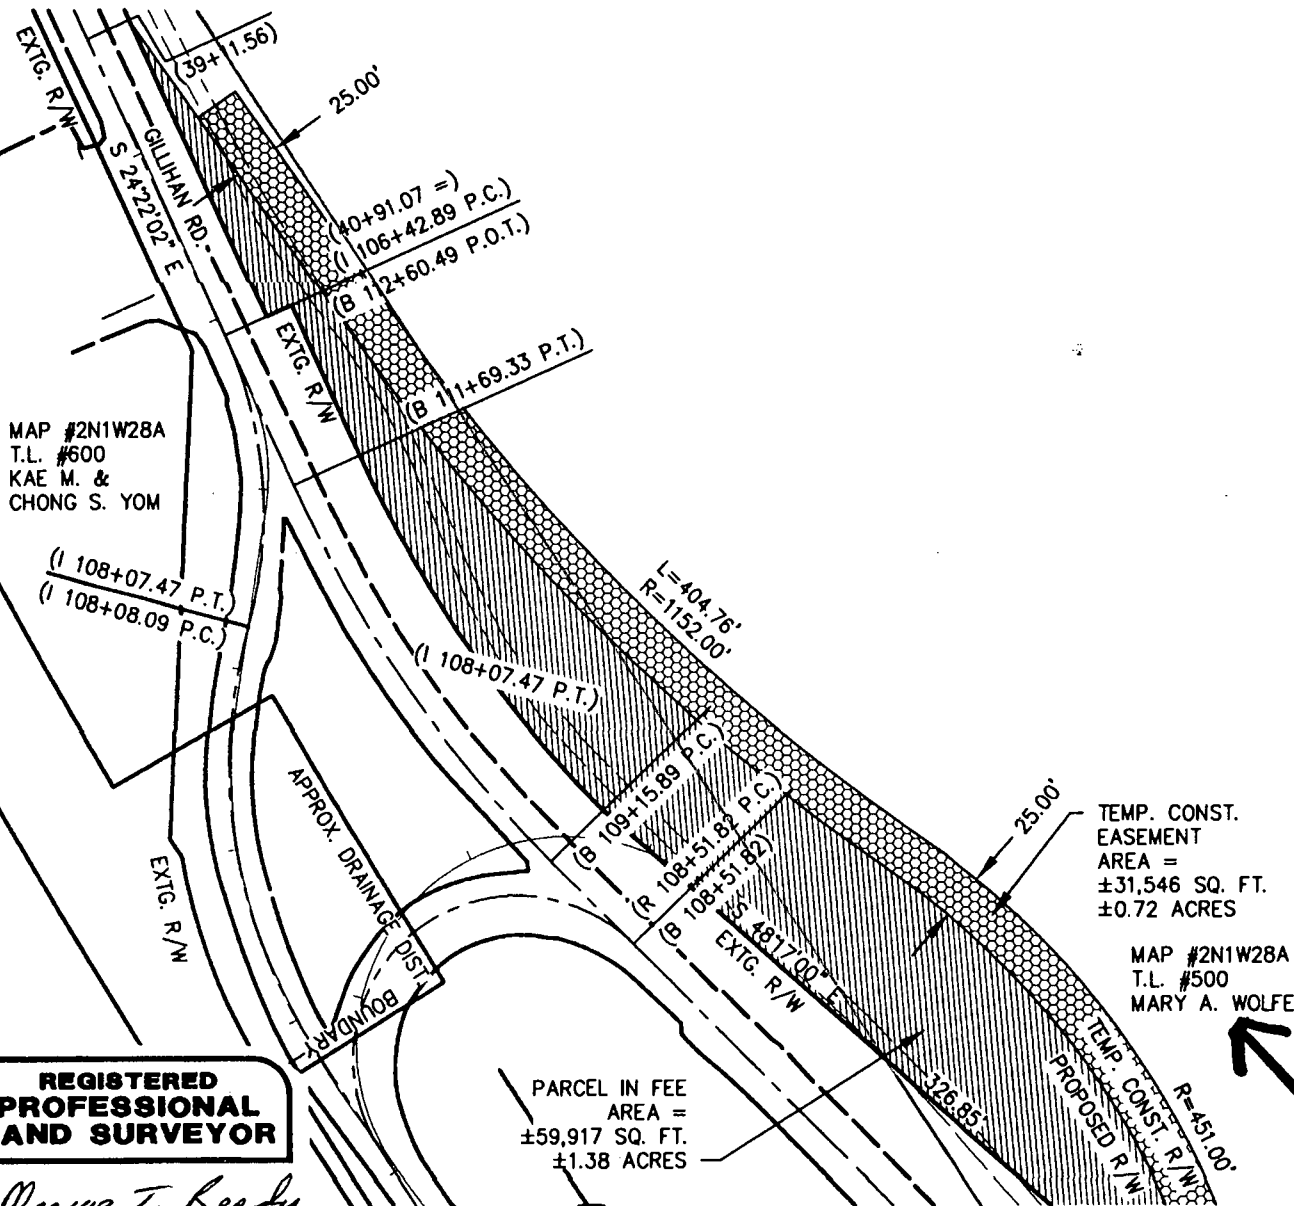 EXTG. R/W
(39+11.56)
25.00'
GILLIHAN RD.
S 24°22'02" E
(40+91.07 =)
(I 106+42.89 P.C.)
(B 112+60.49 P.O.T.)
EXTG. R/W
(B 111+69.33 P.T.)
MAP #2N1W28A
T.L. #600
KAE M. &
CHONG S. YOM
(I 108+07.47 P.T.)
(I 108+08.09 P.C.)
L=404.76'
R=1152.00'
(I 108+07.47 P.T.)
(B 109+15.89 P.C.)
(R 108+51.82 P.C.)
(B 108+51.82)
APPROX. DRAINAGE DIST.
BOUNDARY
EXTG. R/W
S 48°17'00" E
EXTG. R/W
326.85'
25.00'
TEMP. CONST.
EASEMENT
AREA =
±31,546 SQ. FT.
±0.72 ACRES
MAP #2N1W28A
T.L. #500
MARY A. WOLFE
TEMP. CONST. R/W
PROPOSED R/W
R=451.00'
PARCEL IN FEE
AREA =
±59,917 SQ. FT.
±1.38 ACRES
REGISTERED
PROFESSIONAL
AND SURVEYOR